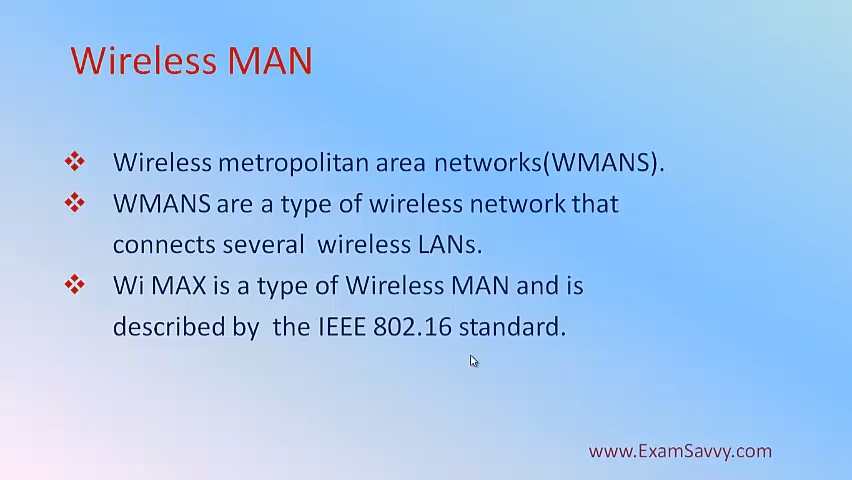 Wireless MAN
Wireless metropolitan area networks(WMANS).
WMANS are a type of wireless network that
connects several wireless LANs.
Wi MAX is a type of Wireless MAN and is
described by the IEEE 802.16 standard.
www.ExamSavvy.com